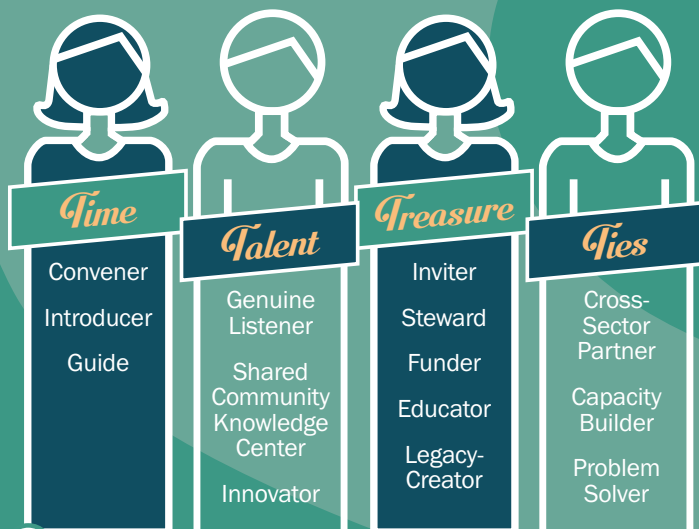 Time
Convener
Introducer
Guide
Talent
Genuine
Listener
Shared
Community
Knowledge
Center
Innovator
Treasure
Inviter
Steward
Funder
Educator
Legacy-
Creator
Ties
Cross-
Sector
Partner
Capacity
Builder
Problem
Solver